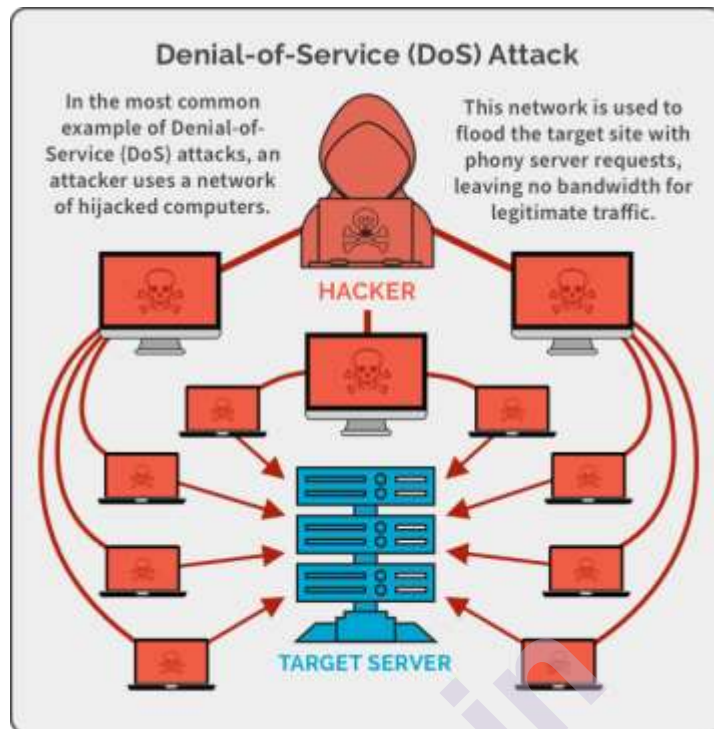 Denial-of-Service (DoS) Attack
In the most common
example of Denial-of-
Service (DoS) attacks, an
attacker uses a network
of hijacked computers.
This network is used to
flood the target site with
phony server requests,
leaving no bandwidth for
legitimate traffic.
HACKER
TARGET SERVER